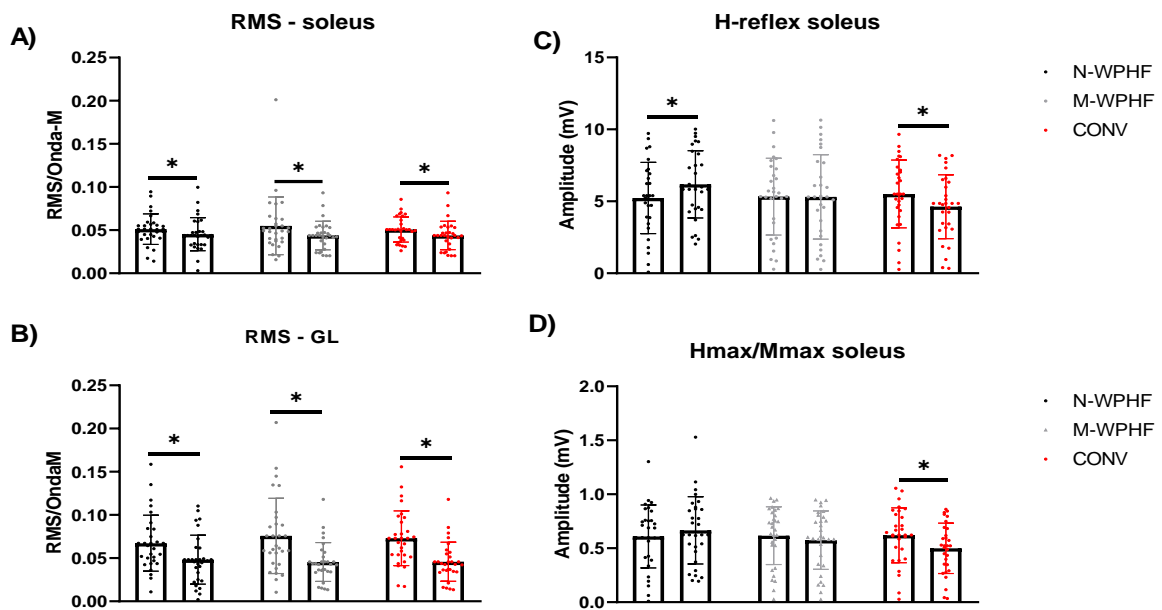 A)
RMS - soleus
RMS/Onda-M
0.25
0.20
0.15
0.10
0.05
0.00
*
*
*
B)
RMS - GL
RMS/OndaM
0.25
0.20
0.15
0.10
0.05
0.00
*
*
*
C)
H-reflex soleus
Amplitude (mV)
15
10
5
0
*
*
N-WPHF
M-WPHF
CONV
D)
Hmax/Mmax soleus
Amplitude (mV)
2.0
1.5
1.0
0.5
0.0
*
N-WPHF
M-WPHF
CONV